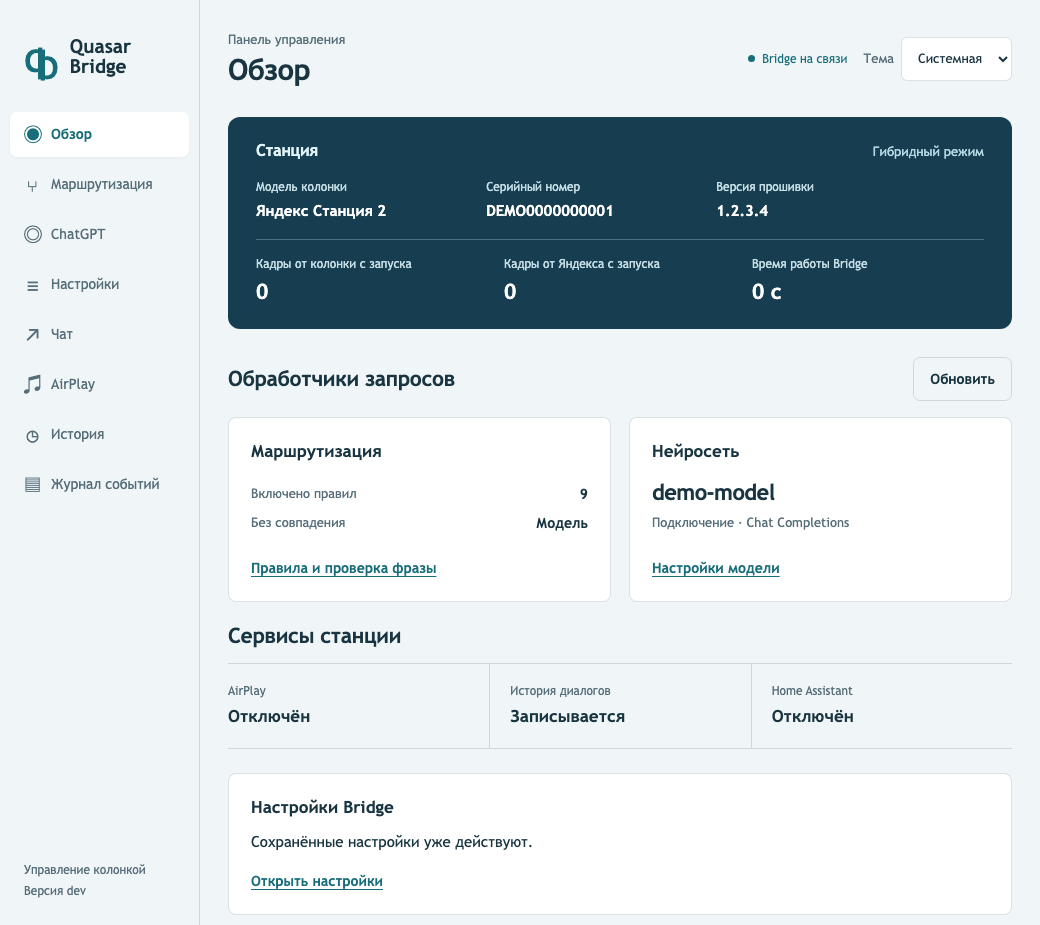 Quasar
Bridge
Обзор
Маршрутизация
ChatGPT
Настройки
Чат
AirPlay
История
Журнал событий
Управление колонкой
Версия dev
Панель управления
Обзор
Bridge на связи
Тема
Системная
Станция
Гибридный режим
Модель колонки
Яндекс Станция 2
Серийный номер
DEMO0000000001
Версия прошивки
1.2.3.4
Кадры от колонки с запуска
0
Кадры от Яндекса с запуска
0
Время работы Bridge
0 с
Обработчики запросов
Обновить
Маршрутизация
Включено правил
9
Без совпадения
Модель
Правила и проверка фразы
Нейросеть
demo-model
Подключение · Chat Completions
Настройки модели
Сервисы станции
AirPlay
Отключён
История диалогов
Записывается
Home Assistant
Отключён
Настройки Bridge
Сохранённые настройки уже действуют.
Открыть настройки